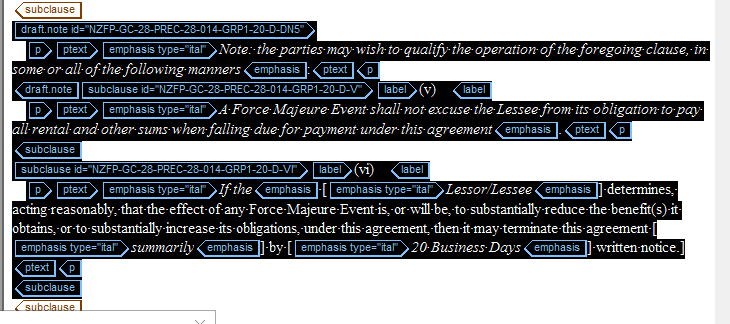 subclause
draft.note id="NZFP-GC-28-PREC-28-014-GRP1-20-D-DN5"
p ptext emphasis type="ital" Note: the parties may wish to qualify the operation of the foregoing clause, in
some or all of the following manners emphasis : ptext p
draft.note subclause id="NZFP-GC-28-PREC-28-014-GRP1-20-D-V" label (v) label
p ptext emphasis type="ital" A Force Majeure Event shall not excuse the Lessee from its obligation to pay
all rental and other sums when falling due for payment under this agreement emphasis . ptext p
subclause
subclause id="NZFP-GC-28-PREC-28-014-GRP1-20-D-VI" label (vi) label
p ptext emphasis type="ital" If the emphasis [ emphasis type="ital" Lessor/Lessee emphasis ] determines,
acting reasonably, that the effect of any Force Majeure Event is, or will be, to substantially reduce the benefit(s) it
obtains, or to substantially increase its obligations, under this agreement, then it may terminate this agreement [
emphasis type="ital" summarily emphasis ] by [ emphasis type="ital" 20 Business Days emphasis ] written notice.]
ptext p
subclause
subclause